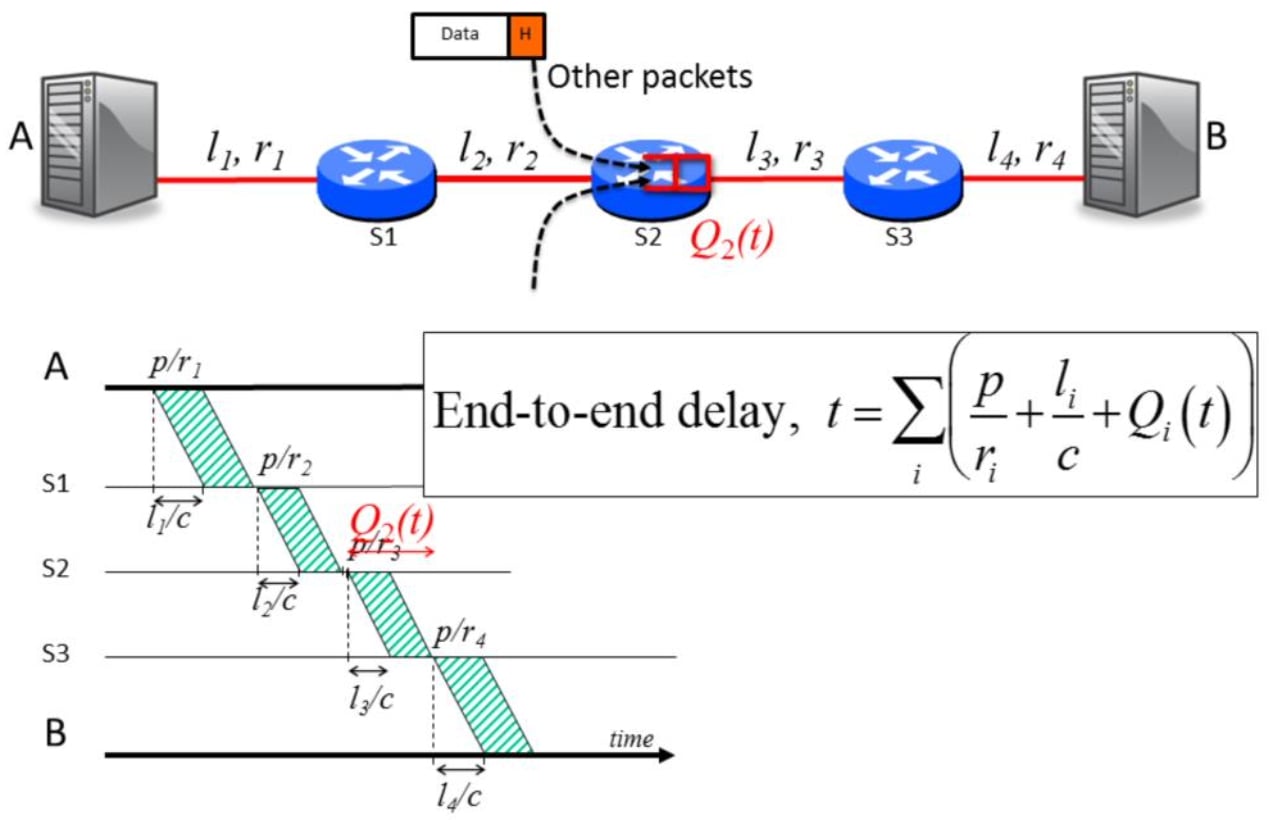 Data H
Other packets
A
l₁, r₁
l₂, r₂
l₃, r₃
l₄, r₄
B
S1
S2
Q₂(t)
S3
A
p/r₁
End-to-end delay, t = ∑ᵢ (p/rᵢ + lᵢ/c + Qᵢ(t))
S1
p/r₂
l₁/c
Q₂(t)
p/r₃
S2
l₂/c
p/r₄
S3
l₃/c
B
time
l₄/c